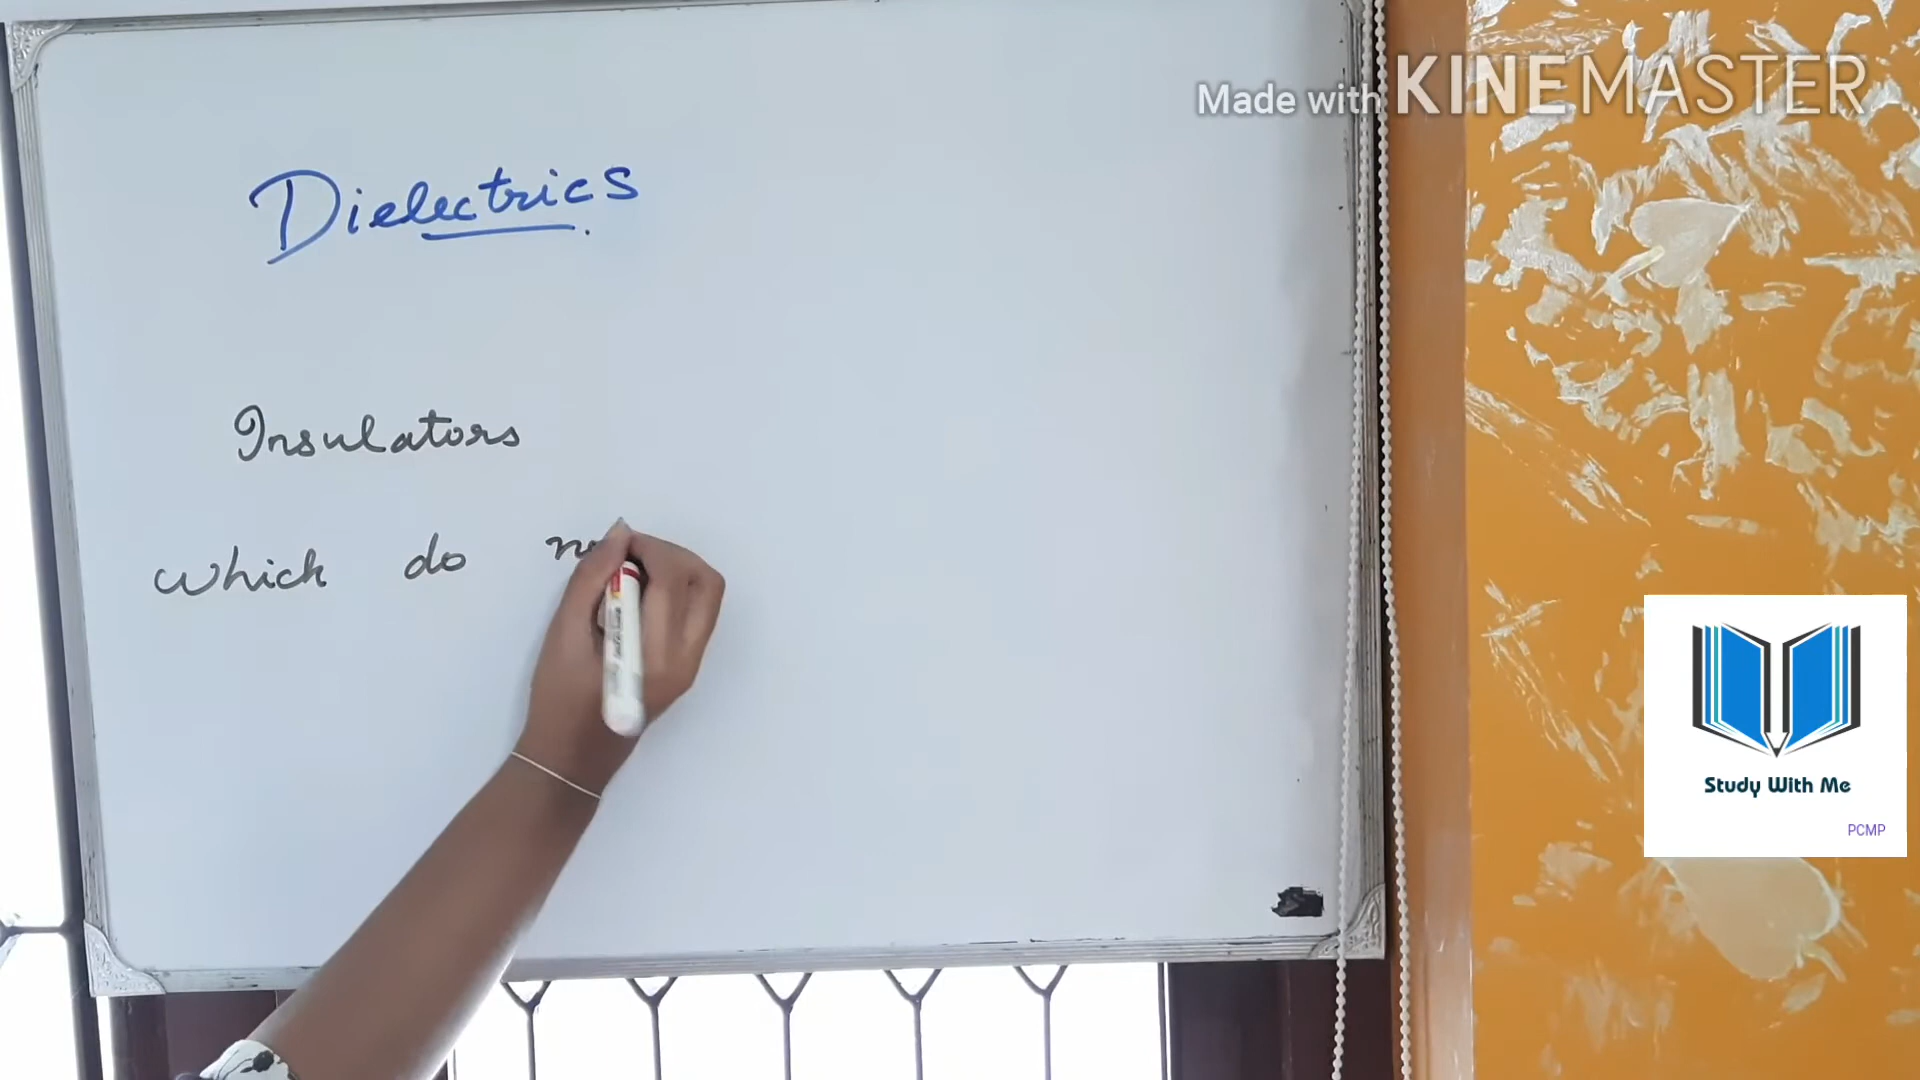 Made with KINEMASTER
Dielectrics
Insulators
which do
Study With Me
PCMP